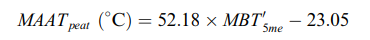 MAAT_peat (°C) = 52.18 × MBT′_5me − 23.05